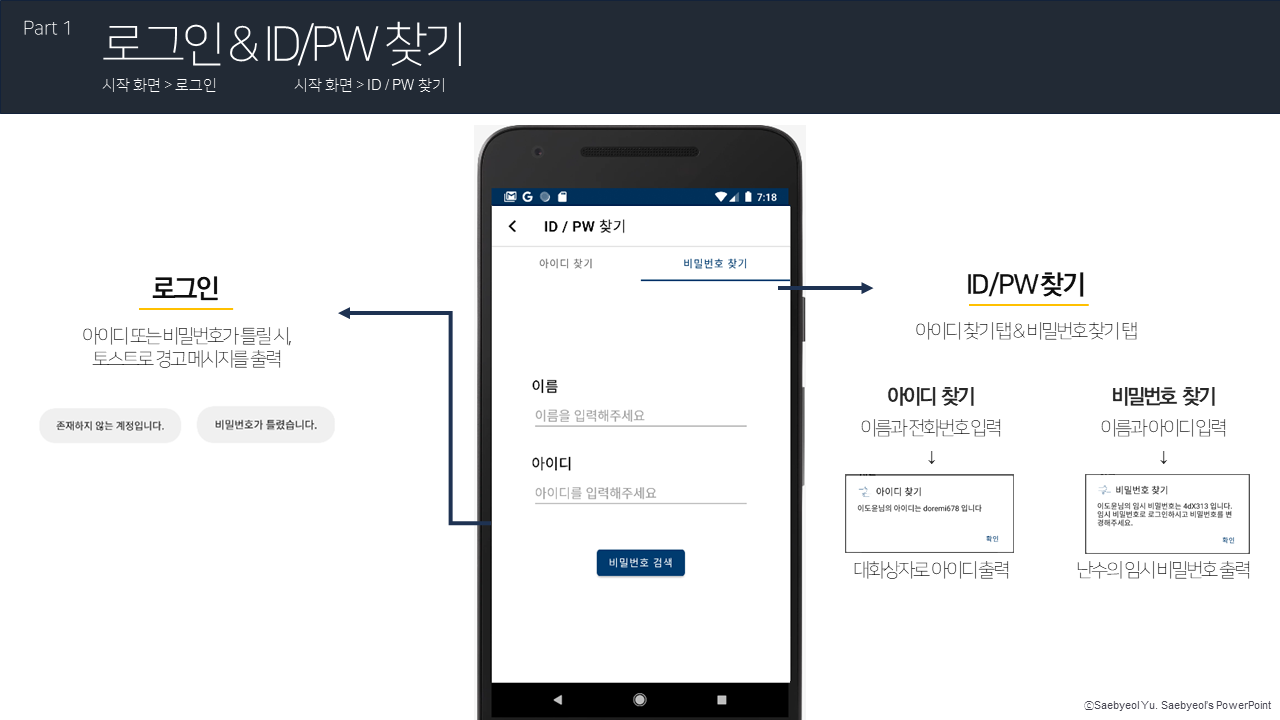 Part 1
로그인 & ID/PW 찾기
시작 화면 > 로그인
시작 화면 > ID / PW 찾기
7:18
ID / PW 찾기
아이디 찾기
비밀번호 찾기
이름
이름을 입력해주세요
아이디
아이디를 입력해주세요
비밀번호 검색
로그인
아이디 또는 비밀번호가 틀릴 시,
토스트로 경고 메시지를 출력
존재하지 않는 계정입니다.
비밀번호가 틀렸습니다.
ID/PW 찾기
아이디 찾기 탭 & 비밀번호 찾기 탭
아이디 찾기
이름과 전화번호 입력
↓
아이디 찾기
이도윤님의 아이디는 doremi678 입니다
확인
대화상자로 아이디 출력
비밀번호 찾기
이름과 아이디 입력
↓
비밀번호 찾기
이도윤님의 임시 비밀번호는 4dX313 입니다.
임시 비밀번호로 로그인하시고 비밀번호를 변
경해주세요.
확인
난수의 임시 비밀번호 출력
ⓒSaebyeol Yu. Saebyeol's PowerPoint